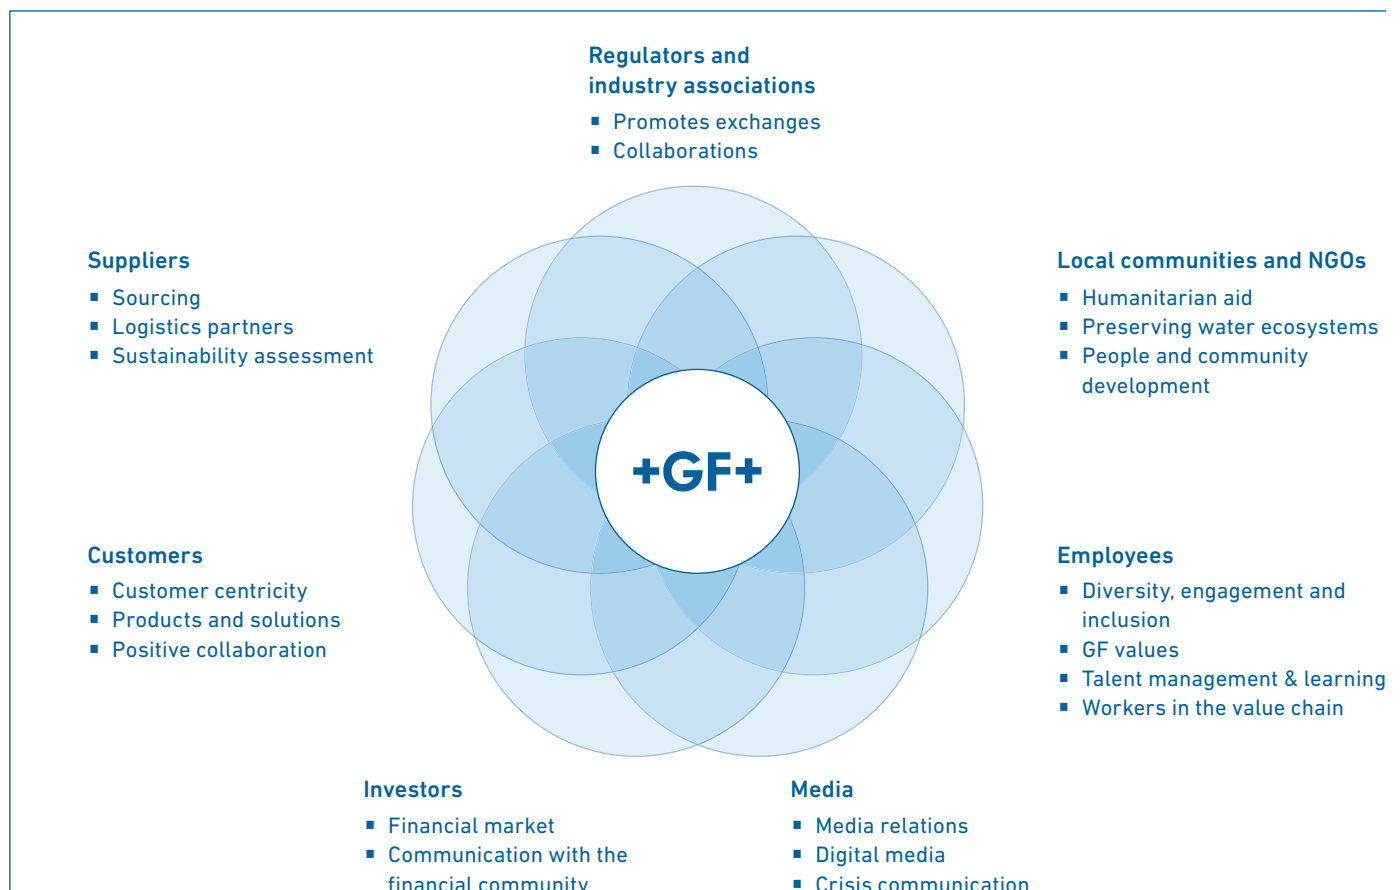 Regulators and
industry associations
▪ Promotes exchanges
▪ Collaborations
Suppliers
▪ Sourcing
▪ Logistics partners
▪ Sustainability assessment
Local communities and NGOs
▪ Humanitarian aid
▪ Preserving water ecosystems
▪ People and community
development
+GF+
Customers
▪ Customer centricity
▪ Products and solutions
▪ Positive collaboration
Employees
▪ Diversity, engagement and
inclusion
▪ GF values
▪ Talent management & learning
▪ Workers in the value chain
Investors
▪ Financial market
▪ Communication with the
financial community
Media
▪ Media relations
▪ Digital media
▪ Crisis communication